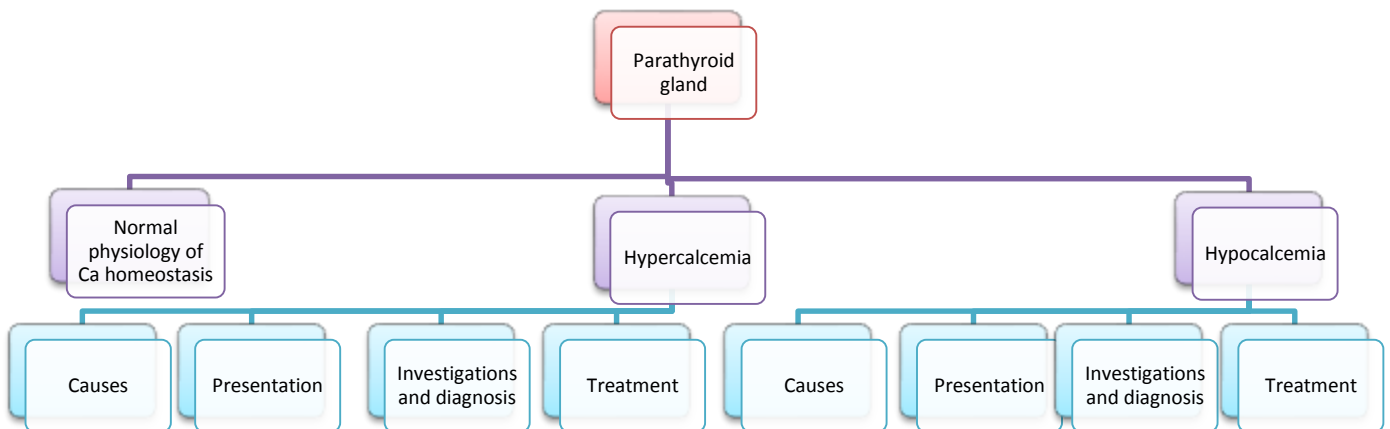 Parathyroid
gland
Normal
physiology of
Ca homeostasis
Hypercalcemia
Hypocalcemia
Causes
Presentation
Investigations
and diagnosis
Treatment
Causes
Presentation
Investigations
and diagnosis
Treatment